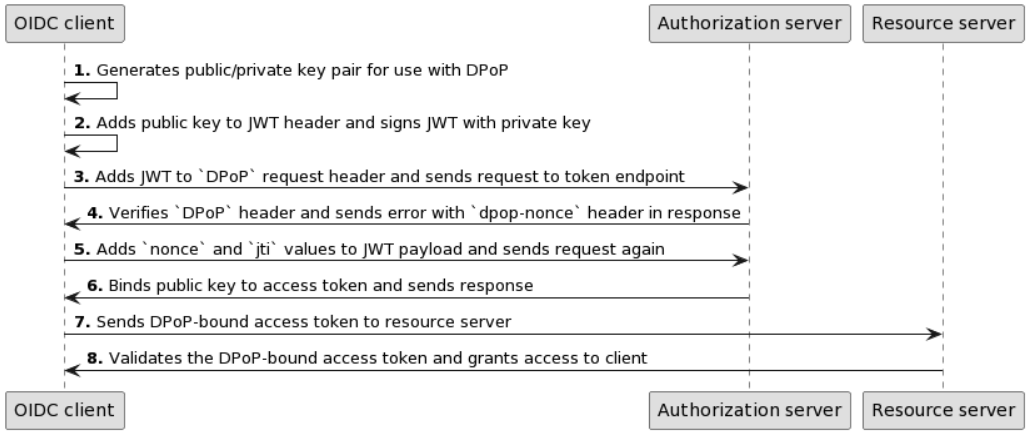 OIDC client Authorization server Resource server
1. Generates public/private key pair for use with DPoP
2. Adds public key to JWT header and signs JWT with private key
3. Adds JWT to `DPoP` request header and sends request to token endpoint
4. Verifies `DPoP` header and sends error with `dpop-nonce` header in response
5. Adds `nonce` and `jti` values to JWT payload and sends request again
6. Binds public key to access token and sends response
7. Sends DPoP-bound access token to resource server
8. Validates the DPoP-bound access token and grants access to client
OIDC client Authorization server Resource server